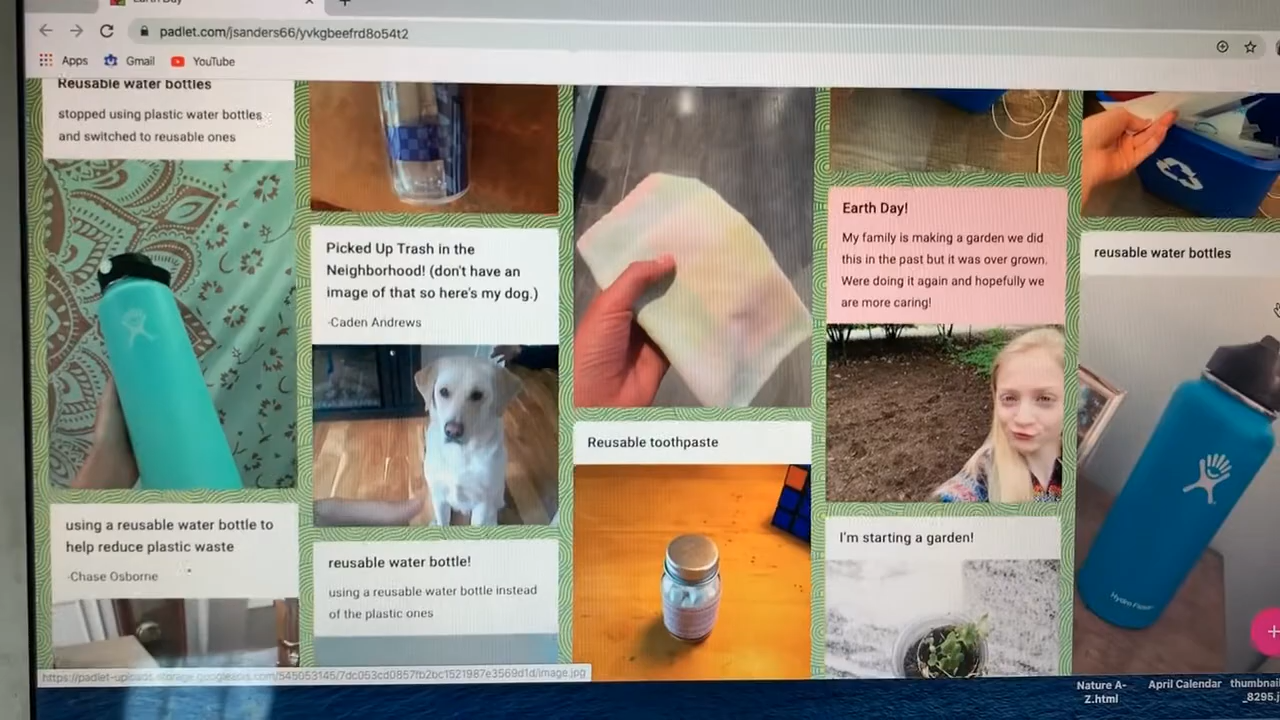 Earth Day
padlet.com/jsanders66/yvkgbeefrd8o54t2
Apps
Gmail
YouTube
Reusable water bottles
stopped using plastic water bottles
and switched to reusable ones
using a reusable water bottle to
help reduce plastic waste
-Chase Osborne
Picked Up Trash in the
Neighborhood! (don't have an
image of that so here's my dog.)
-Caden Andrews
reusable water bottle!
using a reusable water bottle instead
of the plastic ones
Reusable toothpaste
Earth Day!
My family is making a garden we did
this in the past but it was over grown.
Were doing it again and hopefully we
are more caring!
I'm starting a garden!
reusable water bottles
Hydro Flask
Nature A-
Z.html
April Calendar
thumbnail
_8295.j